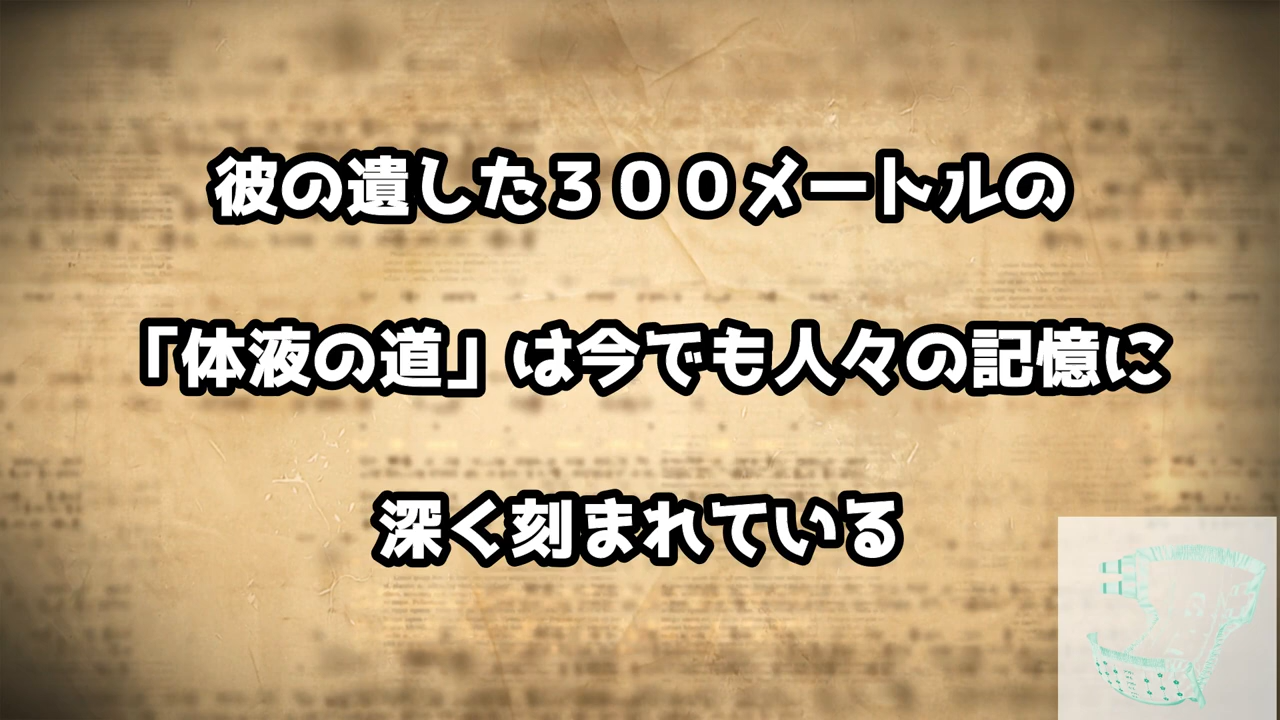 彼の遺した３００メートルの
「体液の道」は今でも人々の記憶に
深く刻まれている